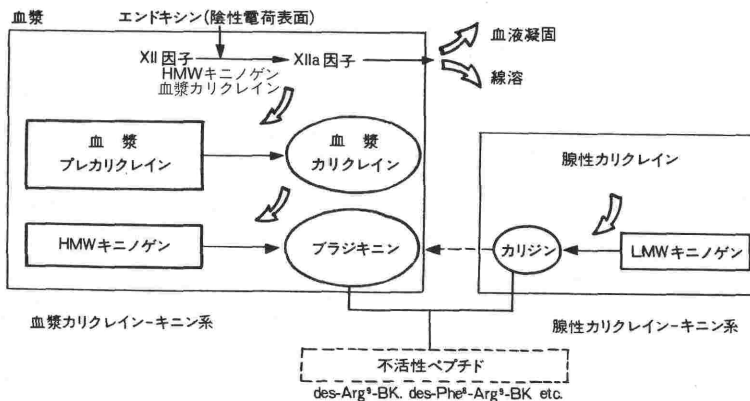 血漿
エンドキシン(陰性電荷表面)
XII因子
XIIa因子
血液凝固
線溶
HMWキニノゲン
血漿カリクレイン
血漿
プレカリクレイン
血漿
カリクレイン
腺性カリクレイン
HMWキニノゲン
ブラジキニン
カリジン
LMWキニノゲン
血漿カリクレイン-キニン系
腺性カリクレイン-キニン系
不活性ペプチド
des-Arg⁹-BK. des-Phe⁸-Arg⁹-BK etc.